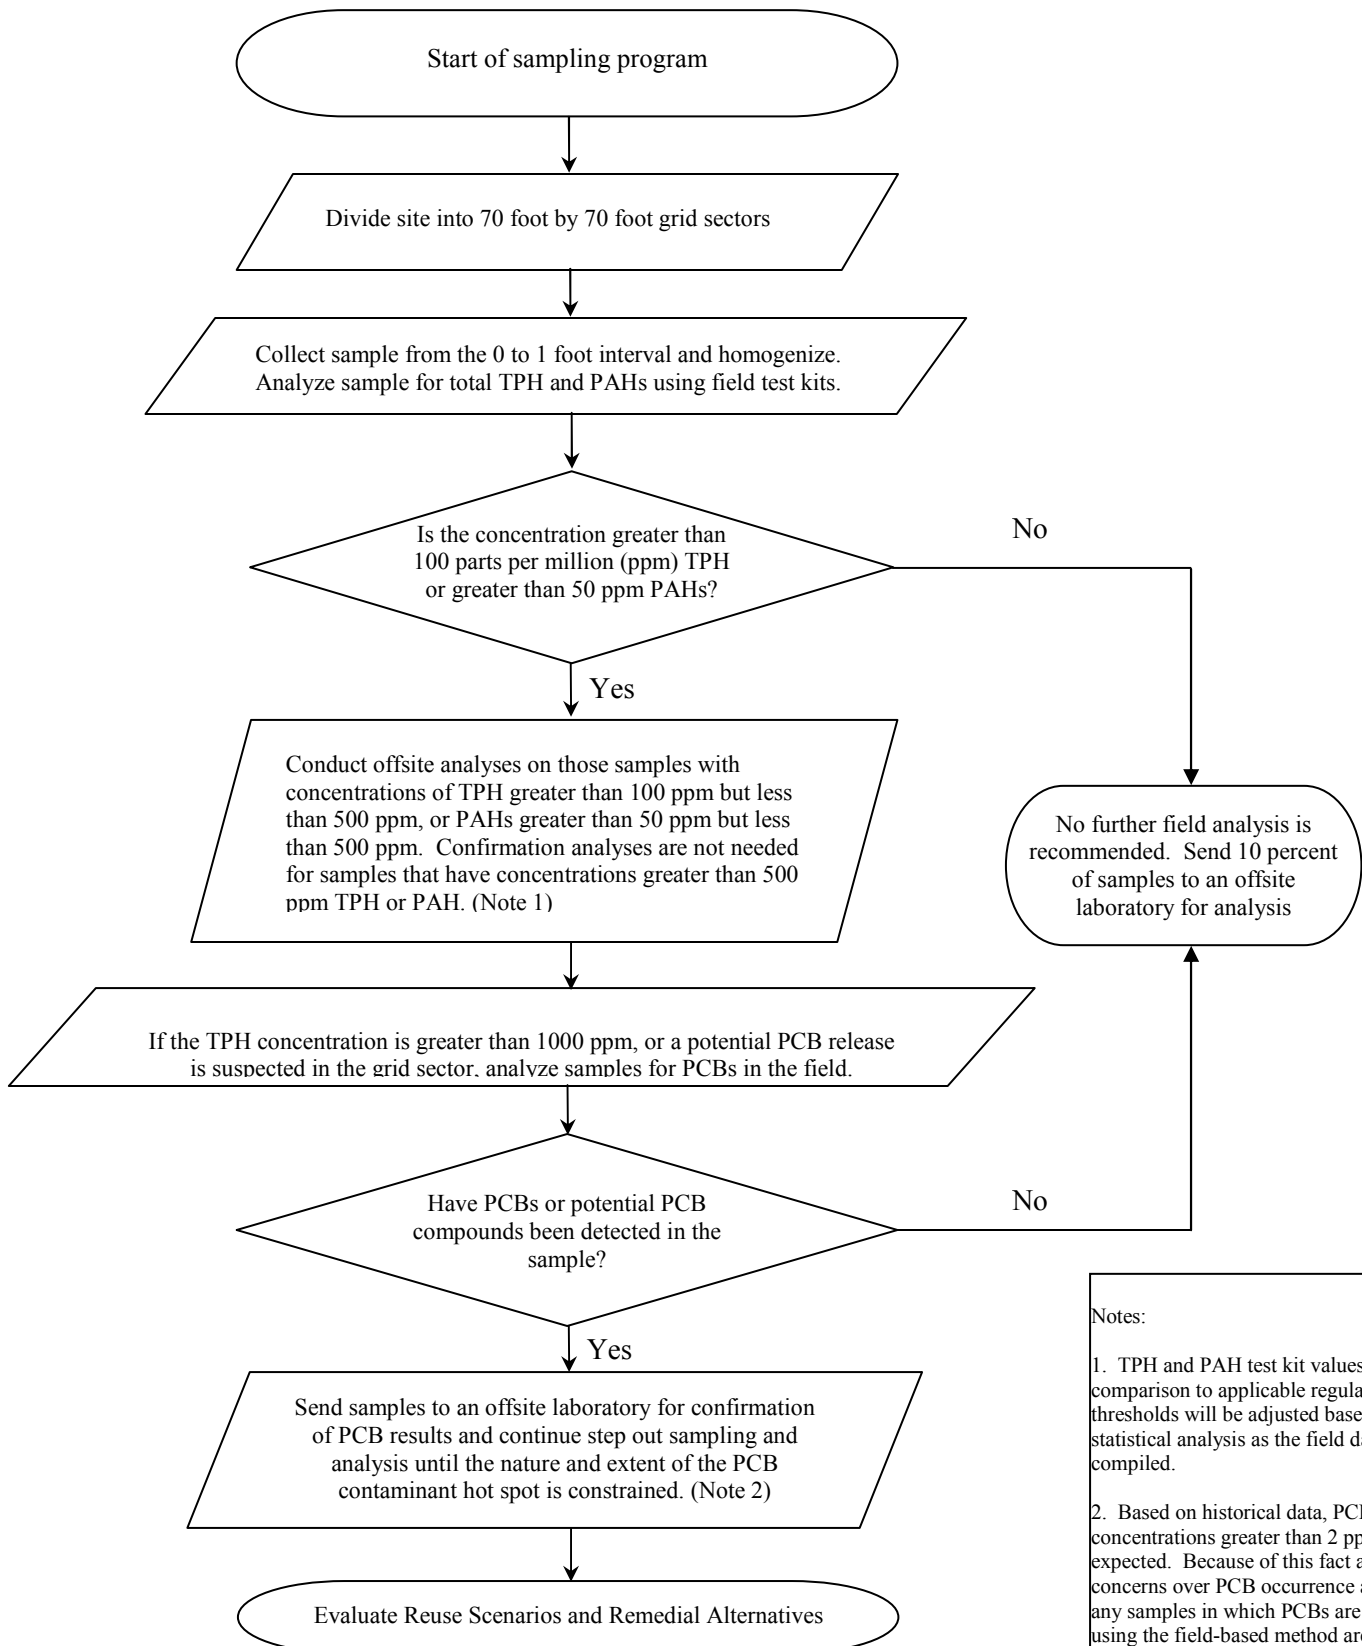 Start of sampling program
Divide site into 70 foot by 70 foot grid sectors
Collect sample from the 0 to 1 foot interval and homogenize.
Analyze sample for total TPH and PAHs using field test kits.
Is the concentration greater than
100 parts per million (ppm) TPH
or greater than 50 ppm PAHs?
No
Yes
Conduct offsite analyses on those samples with
concentrations of TPH greater than 100 ppm but less
than 500 ppm, or PAHs greater than 50 ppm but less
than 500 ppm.  Confirmation analyses are not needed
for samples that have concentrations greater than 500
ppm TPH or PAH. (Note 1)
No further field analysis is
recommended.  Send 10 percent
of samples to an offsite
laboratory for analysis
If the TPH concentration is greater than 1000 ppm, or a potential PCB release
is suspected in the grid sector, analyze samples for PCBs in the field.
Have PCBs or potential PCB
compounds been detected in the
sample?
No
Yes
Send samples to an offsite laboratory for confirmation
of PCB results and continue step out sampling and
analysis until the nature and extent of the PCB
contaminant hot spot is constrained. (Note 2)
Evaluate Reuse Scenarios and Remedial Alternatives
Notes:
1.  TPH and PAH test kit values
comparison to applicable
thresholds will be adjusted
statistical analysis as the field
compiled.
2.  Based on historical data,
concentrations greater than 2
expected.  Because of this fact
concerns over PCB occurrence
any samples in which PCBs are
using the field-based method